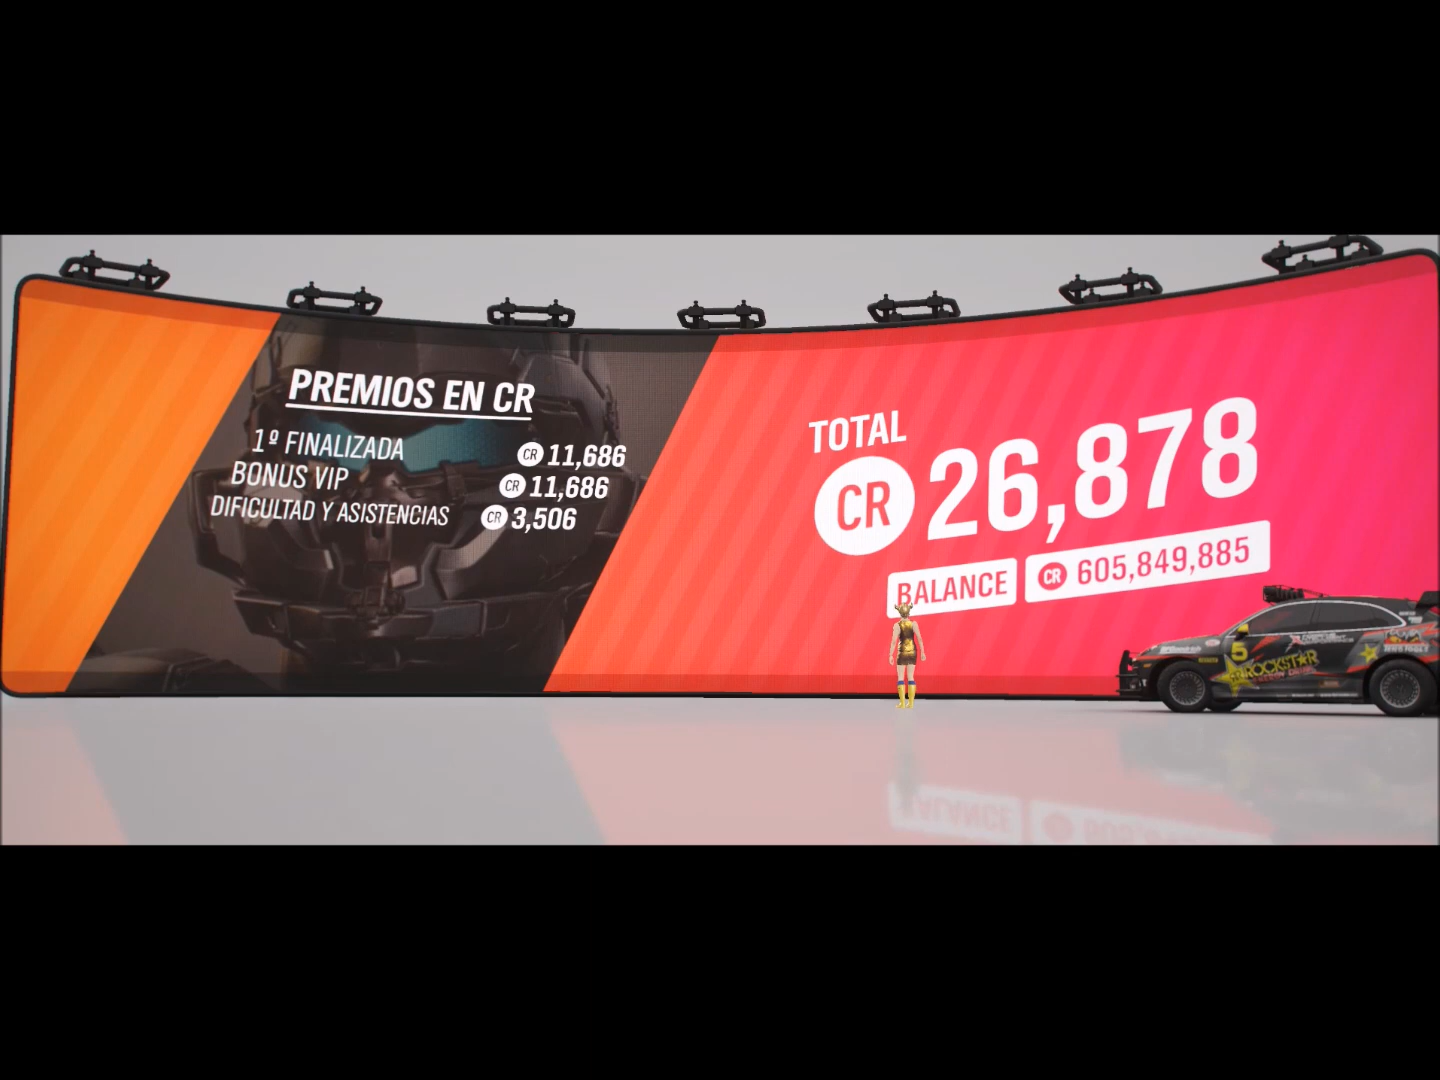 PREMIOS EN CR
1º FINALIZADA CR 11,686
BONUS VIP CR 11,686
DIFICULTAD Y ASISTENCIAS CR 3,506
TOTAL
CR 26,878
BALANCE CR 605,849,885
5
ROCKSTAR